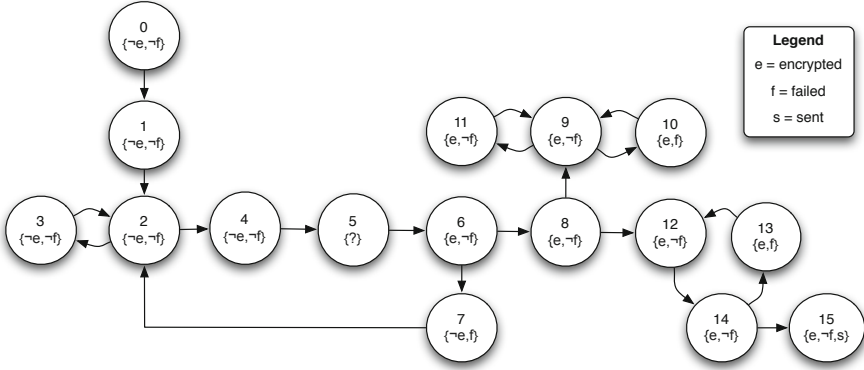 0
{¬e,¬f}
Legend
e = encrypted
f = failed
s = sent
1
{¬e,¬f}
11
{e,¬f}
9
{e,¬f}
10
{e,f}
3
{¬e,¬f}
2
{¬e,¬f}
4
{¬e,¬f}
5
{?}
6
{e,¬f}
8
{e,¬f}
12
{e,¬f}
13
{e,f}
7
{¬e,f}
14
{e,¬f}
15
{e,¬f,s}